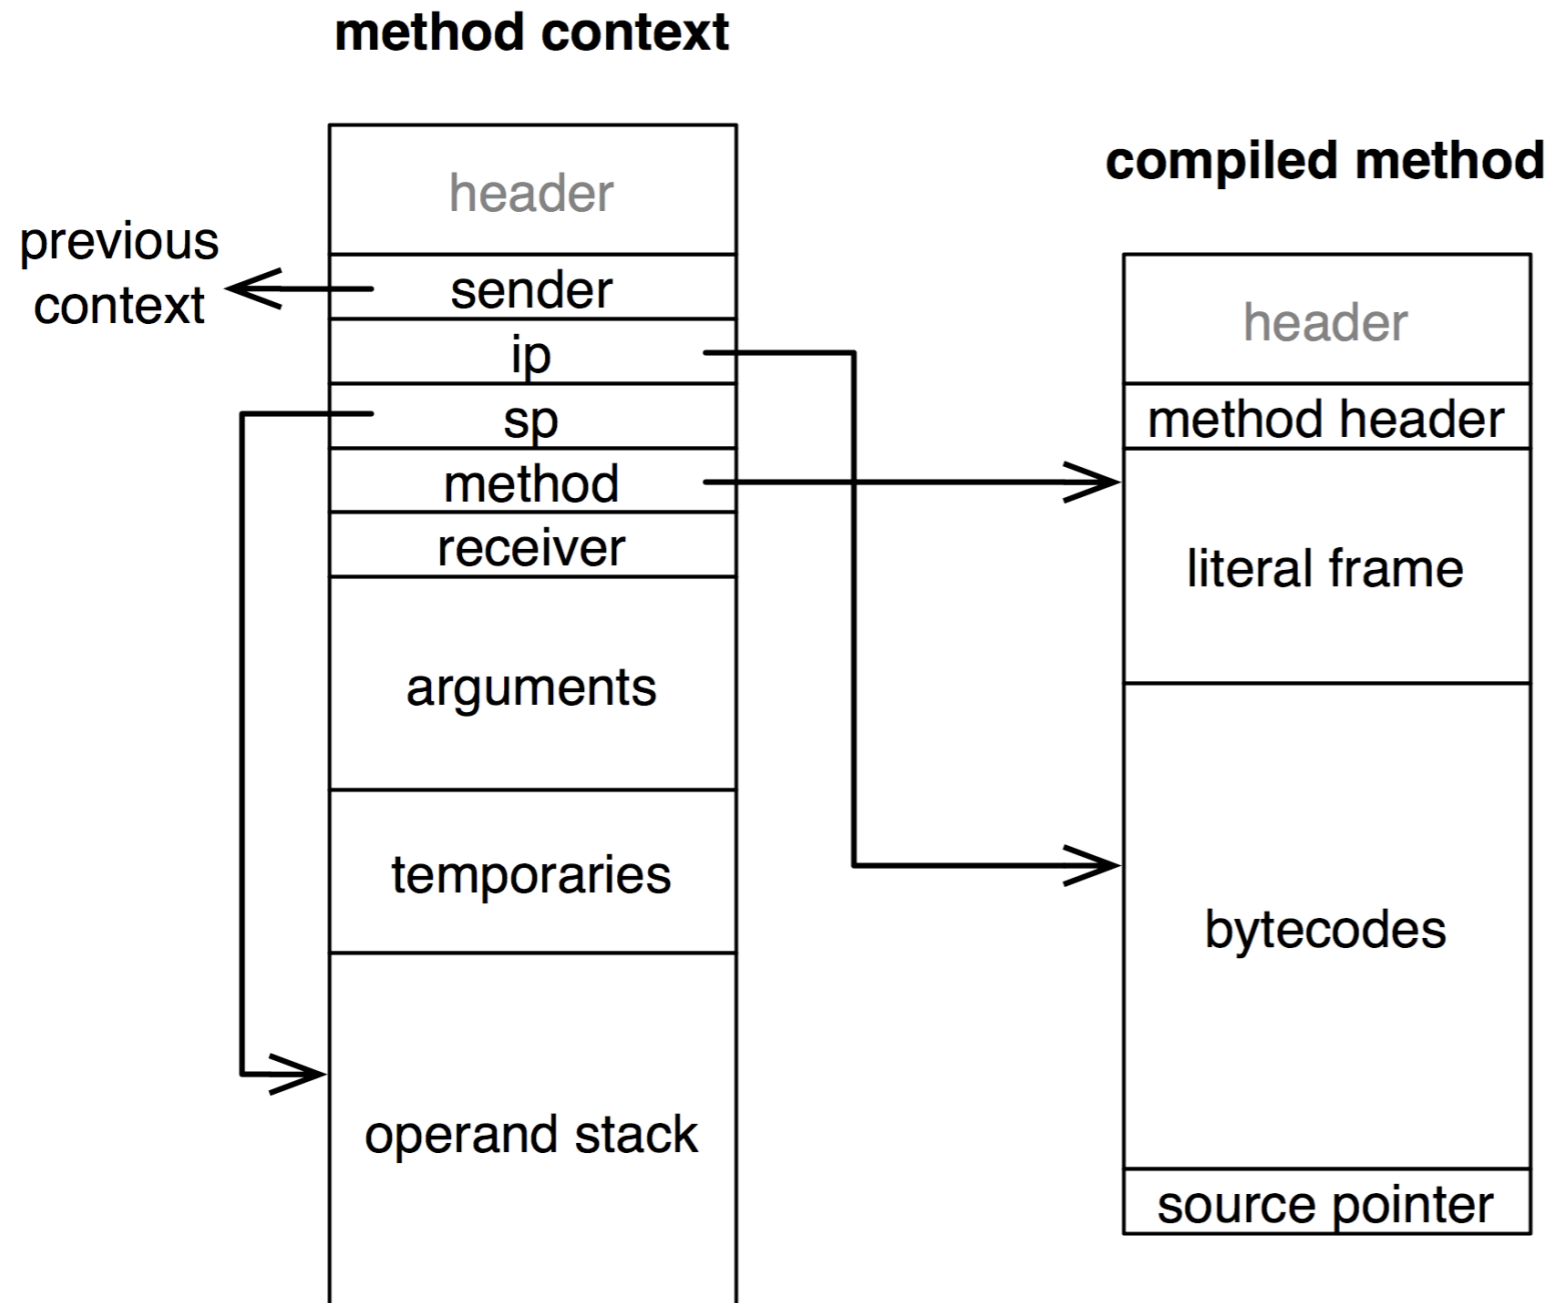 method context
header
previous
context
sender
ip
sp
method
receiver
arguments
temporaries
operand stack
compiled method
header
method header
literal frame
bytecodes
source pointer